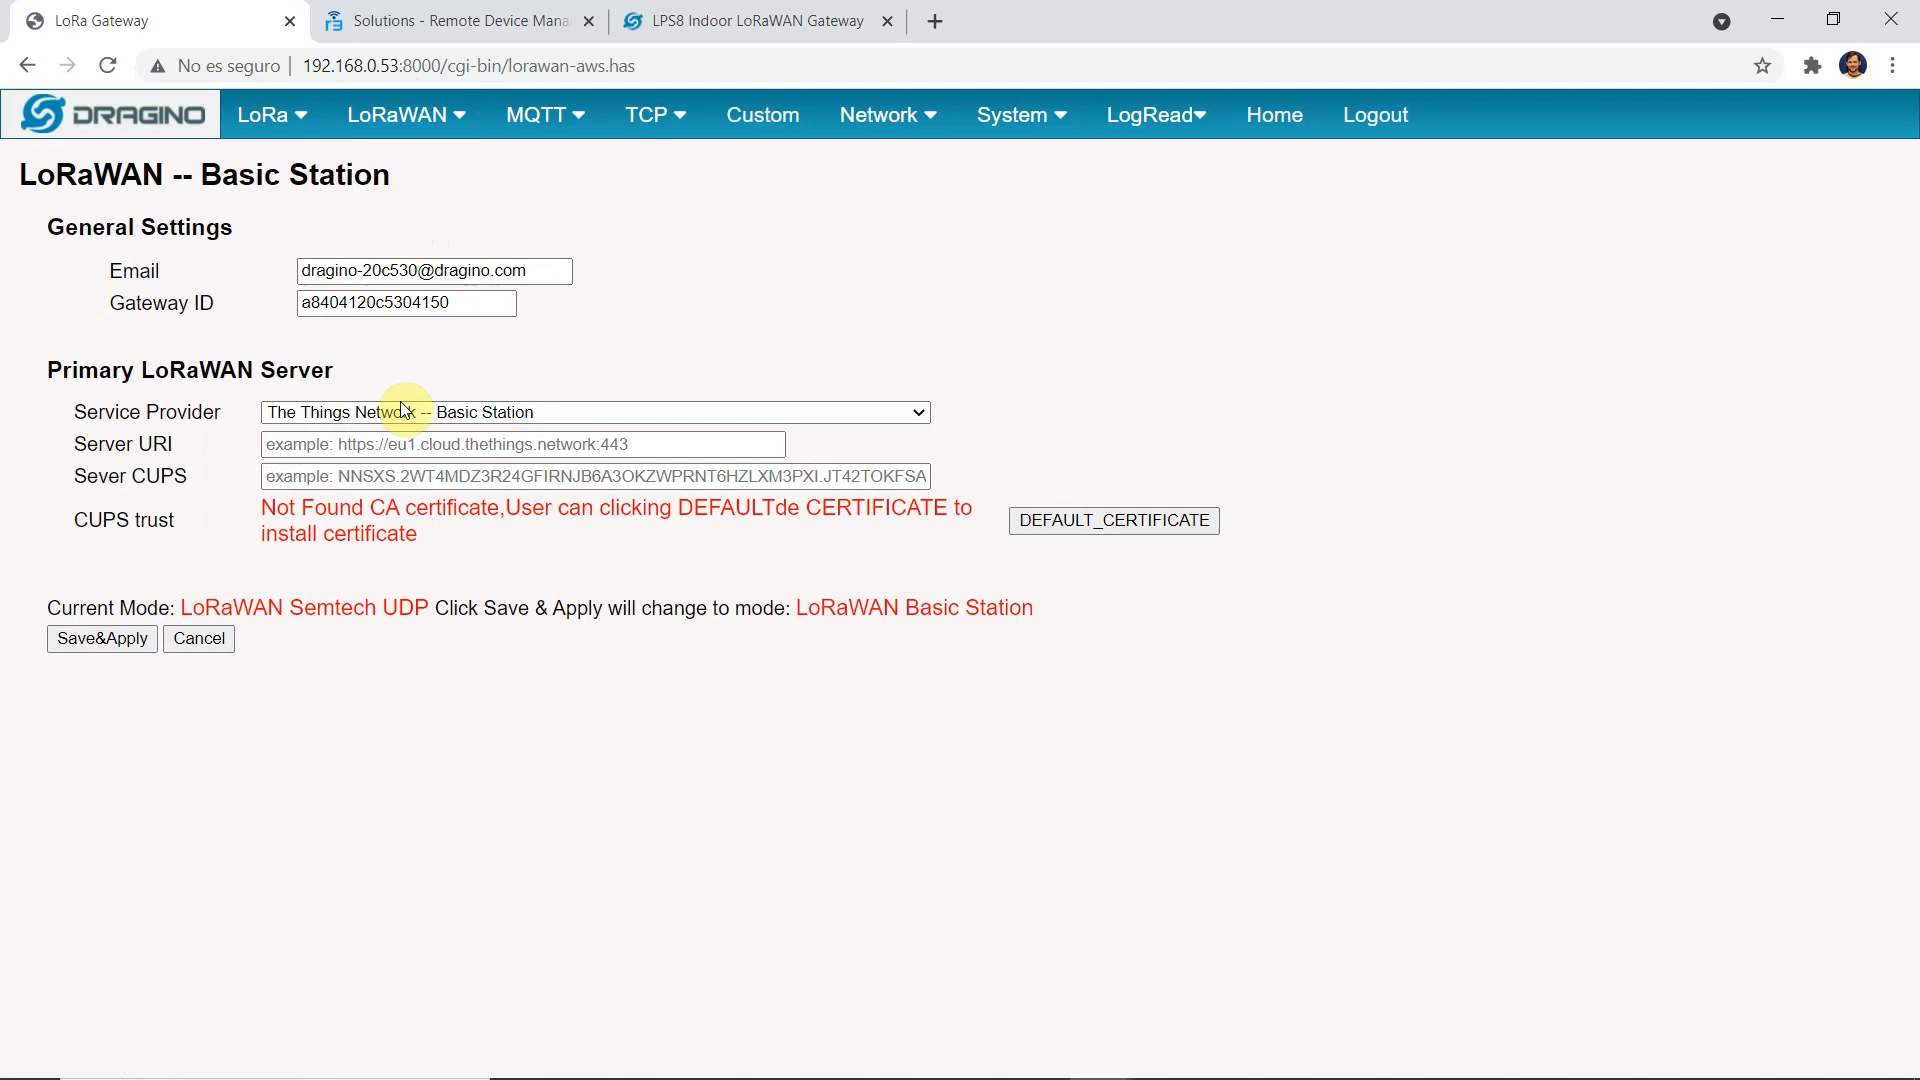 LoRa Gateway
Solutions - Remote Device Mana
LPS8 Indoor LoRaWAN Gateway
No es seguro
192.168.0.53:8000/cgi-bin/lorawan-aws.has
DRAGINO
LoRa
LoRaWAN
MQTT
TCP
Custom
Network
System
LogRead
Home
Logout
LoRaWAN -- Basic Station
General Settings
Email
dragino-20c530@dragino.com
Gateway ID
a8404120c5304150
Primary LoRaWAN Server
Service Provider
The Things Network -- Basic Station
Server URI
example: https://eu1.cloud.thethings.network:443
Sever CUPS
example: NNSXS.2WT4MDZ3R24GFIRNJB6A3OKZWPRNT6HZLXM3PXI.JT42TOKFSA
CUPS trust
Not Found CA certificate,User can clicking DEFAULTde CERTIFICATE to
install certificate
DEFAULT_CERTIFICATE
Current Mode: LoRaWAN Semtech UDP Click Save & Apply will change to mode: LoRaWAN Basic Station
Save&Apply
Cancel